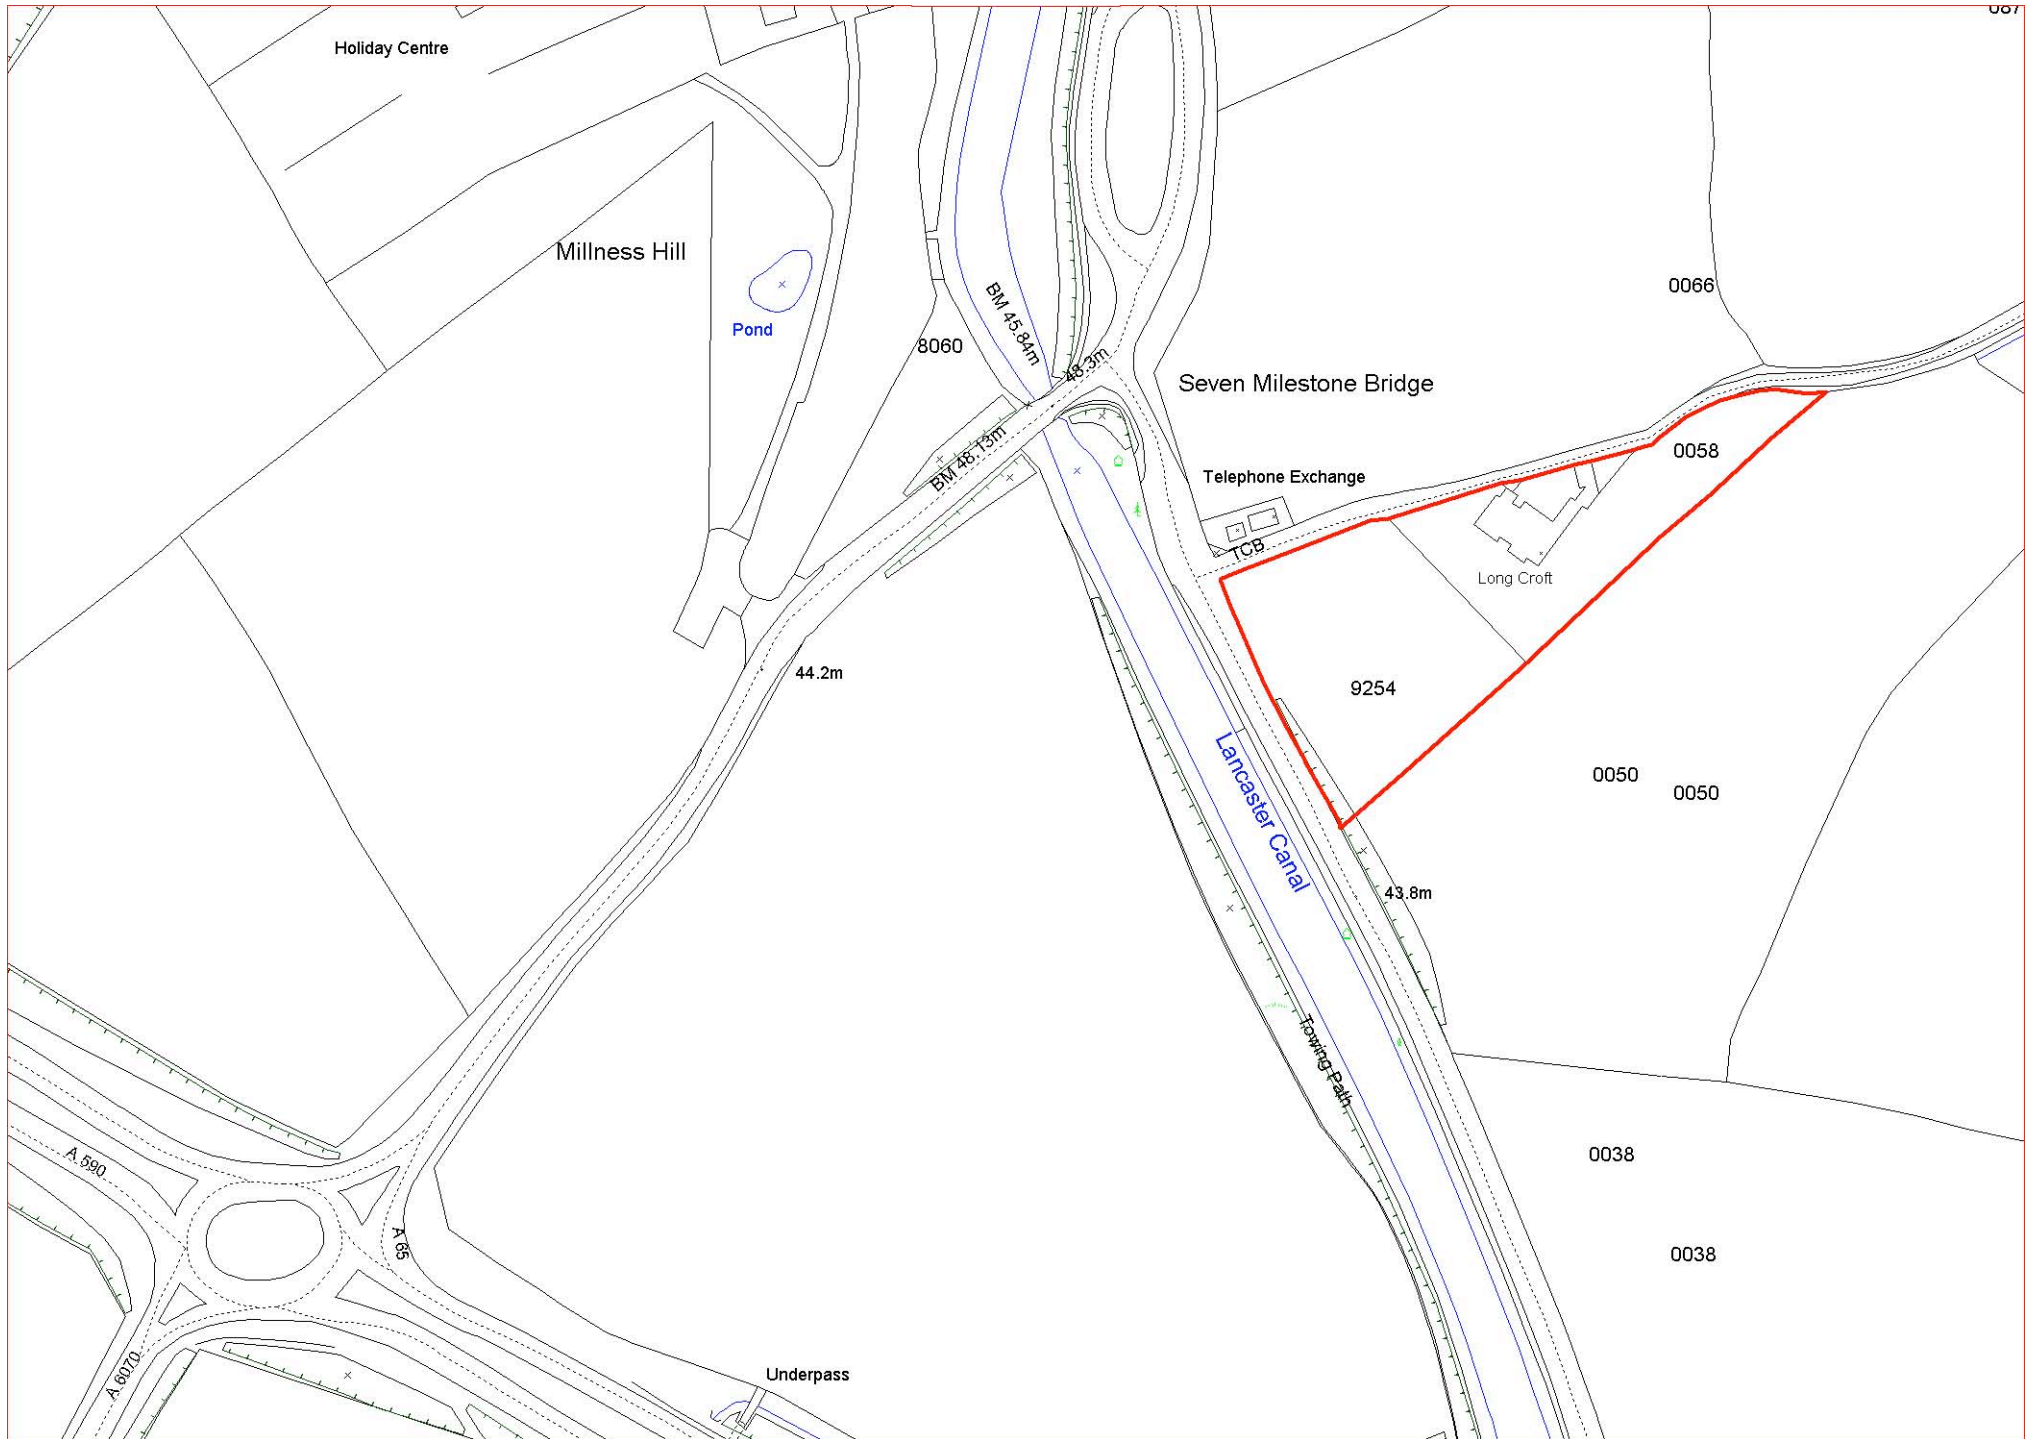 Holiday Centre
Millness Hill
Pond
8060
BM 45.84m
48.3m
BM 48.13m
Seven Milestone Bridge
0066
0058
Telephone Exchange
TCB
Long Croft
44.2m
9254
Lancaster Canal
0050
0050
43.8m
Towing Path
0038
0038
A 590
A 65
A 6070
Underpass